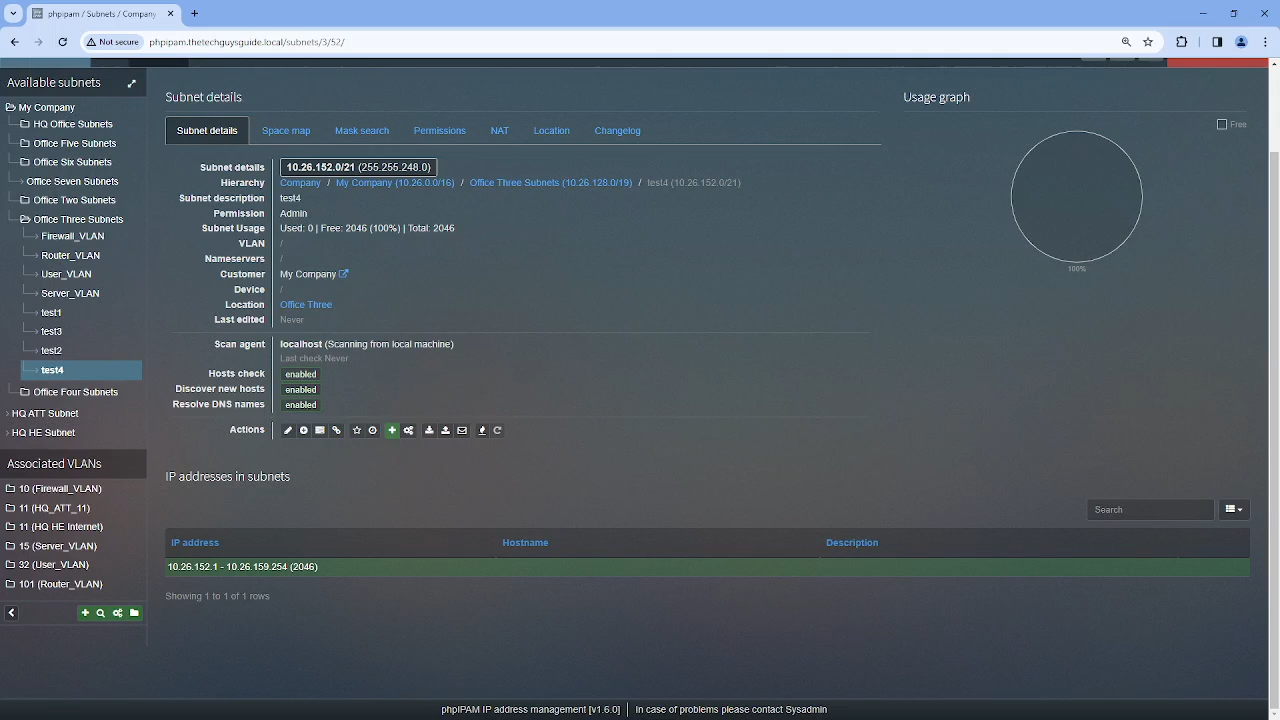 phpipam / Subnets / Company
Not secure
phpipam.thetechguysguide.local/subnets/3/52/
Available subnets
My Company
HQ Office Subnets
Office Five Subnets
Office Six Subnets
Office Seven Subnets
Office Two Subnets
Office Three Subnets
Firewall_VLAN
Router_VLAN
User_VLAN
Server_VLAN
test1
test3
test2
test4
Office Four Subnets
HQ ATT Subnet
HQ HE Subnet
Associated VLANs
10 (Firewall_VLAN)
11 (HQ_ATT_11)
11 (HQ HE Internet)
15 (Server_VLAN)
32 (User_VLAN)
101 (Router_VLAN)
Subnet details
Subnet details Space map Mask search Permissions NAT Location Changelog
Subnet details 10.26.152.0/21 (255.255.248.0)
Hierarchy Company / My Company (10.26.0.0/16) / Office Three Subnets (10.26.128.0/19) / test4 (10.26.152.0/21)
Subnet description test4
Permission Admin
Subnet Usage Used: 0 | Free: 2046 (100%) | Total: 2046
VLAN /
Nameservers /
Customer My Company
Device /
Location Office Three
Last edited Never
Scan agent localhost (Scanning from local machine)
Last check Never
Hosts check enabled
Discover new hosts enabled
Resolve DNS names enabled
Actions
Usage graph
Free
100%
IP addresses in subnets
Search
IP address Hostname Description
10.26.152.1 - 10.26.159.254 (2046)
Showing 1 to 1 of 1 rows
phpIPAM IP address management [v1.6.0] In case of problems please contact Sysadmin